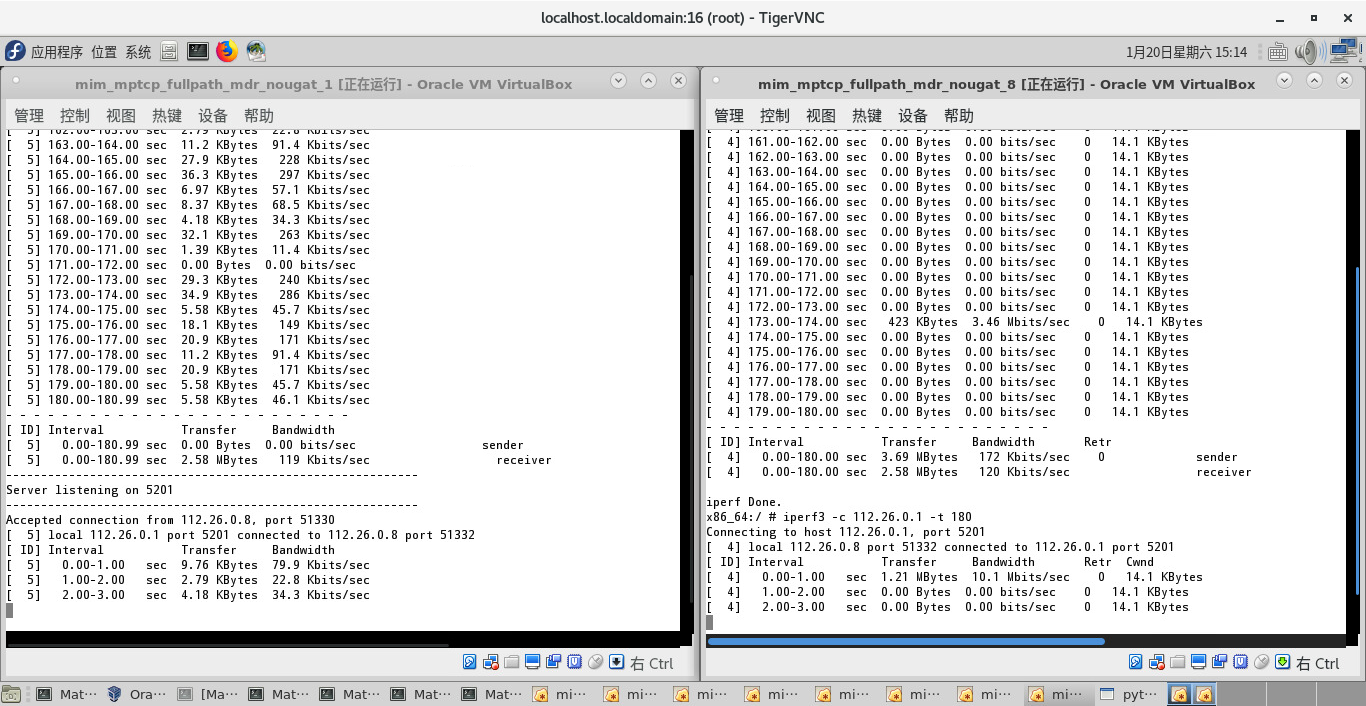 localhost.localdomain:16 (root) - TigerVNC
应用程序 位置 系统
1月20日星期六 15:14
mim_mptcp_fullpath_mdr_nougat_1 [正在运行] - Oracle VM VirtualBox
管理 控制 视图 热键 设备 帮助
[ 5] 162.00-163.00 sec 2.79 KBytes 22.8 Kbits/sec
[ 5] 163.00-164.00 sec 11.2 KBytes 91.4 Kbits/sec
[ 5] 164.00-165.00 sec 27.9 KBytes 228 Kbits/sec
[ 5] 165.00-166.00 sec 36.3 KBytes 297 Kbits/sec
[ 5] 166.00-167.00 sec 6.97 KBytes 57.1 Kbits/sec
[ 5] 167.00-168.00 sec 8.37 KBytes 68.5 Kbits/sec
[ 5] 168.00-169.00 sec 4.18 KBytes 34.3 Kbits/sec
[ 5] 169.00-170.00 sec 32.1 KBytes 263 Kbits/sec
[ 5] 170.00-171.00 sec 1.39 KBytes 11.4 Kbits/sec
[ 5] 171.00-172.00 sec 0.00 Bytes 0.00 bits/sec
[ 5] 172.00-173.00 sec 29.3 KBytes 240 Kbits/sec
[ 5] 173.00-174.00 sec 34.9 KBytes 286 Kbits/sec
[ 5] 174.00-175.00 sec 5.58 KBytes 45.7 Kbits/sec
[ 5] 175.00-176.00 sec 18.1 KBytes 149 Kbits/sec
[ 5] 176.00-177.00 sec 20.9 KBytes 171 Kbits/sec
[ 5] 177.00-178.00 sec 11.2 KBytes 91.4 Kbits/sec
[ 5] 178.00-179.00 sec 20.9 KBytes 171 Kbits/sec
[ 5] 179.00-180.00 sec 5.58 KBytes 45.7 Kbits/sec
[ 5] 180.00-180.99 sec 5.58 KBytes 46.1 Kbits/sec
- - - - - - - - - - - - - - - - - - - - - - - - -
[ ID] Interval Transfer Bandwidth
[ 5] 0.00-180.99 sec 0.00 Bytes 0.00 bits/sec sender
[ 5] 0.00-180.99 sec 2.58 MBytes 119 Kbits/sec receiver
-----------------------------------------------------------
Server listening on 5201
-----------------------------------------------------------
Accepted connection from 112.26.0.8, port 51330
[ 5] local 112.26.0.1 port 5201 connected to 112.26.0.8 port 51332
[ ID] Interval Transfer Bandwidth
[ 5] 0.00-1.00 sec 9.76 KBytes 79.9 Kbits/sec
[ 5] 1.00-2.00 sec 2.79 KBytes 22.8 Kbits/sec
[ 5] 2.00-3.00 sec 4.18 KBytes 34.3 Kbits/sec
右 Ctrl
mim_mptcp_fullpath_mdr_nougat_8 [正在运行] - Oracle VM VirtualBox
管理 控制 视图 热键 设备 帮助
[ 4] 161.00-162.00 sec 0.00 Bytes 0.00 bits/sec 0 14.1 KBytes
[ 4] 162.00-163.00 sec 0.00 Bytes 0.00 bits/sec 0 14.1 KBytes
[ 4] 163.00-164.00 sec 0.00 Bytes 0.00 bits/sec 0 14.1 KBytes
[ 4] 164.00-165.00 sec 0.00 Bytes 0.00 bits/sec 0 14.1 KBytes
[ 4] 165.00-166.00 sec 0.00 Bytes 0.00 bits/sec 0 14.1 KBytes
[ 4] 166.00-167.00 sec 0.00 Bytes 0.00 bits/sec 0 14.1 KBytes
[ 4] 167.00-168.00 sec 0.00 Bytes 0.00 bits/sec 0 14.1 KBytes
[ 4] 168.00-169.00 sec 0.00 Bytes 0.00 bits/sec 0 14.1 KBytes
[ 4] 169.00-170.00 sec 0.00 Bytes 0.00 bits/sec 0 14.1 KBytes
[ 4] 170.00-171.00 sec 0.00 Bytes 0.00 bits/sec 0 14.1 KBytes
[ 4] 171.00-172.00 sec 0.00 Bytes 0.00 bits/sec 0 14.1 KBytes
[ 4] 172.00-173.00 sec 0.00 Bytes 0.00 bits/sec 0 14.1 KBytes
[ 4] 173.00-174.00 sec 423 KBytes 3.46 Mbits/sec 0 14.1 KBytes
[ 4] 174.00-175.00 sec 0.00 Bytes 0.00 bits/sec 0 14.1 KBytes
[ 4] 175.00-176.00 sec 0.00 Bytes 0.00 bits/sec 0 14.1 KBytes
[ 4] 176.00-177.00 sec 0.00 Bytes 0.00 bits/sec 0 14.1 KBytes
[ 4] 177.00-178.00 sec 0.00 Bytes 0.00 bits/sec 0 14.1 KBytes
[ 4] 178.00-179.00 sec 0.00 Bytes 0.00 bits/sec 0 14.1 KBytes
[ 4] 179.00-180.00 sec 0.00 Bytes 0.00 bits/sec 0 14.1 KBytes
- - - - - - - - - - - - - - - - - - - - - - - - -
[ ID] Interval Transfer Bandwidth Retr
[ 4] 0.00-180.00 sec 3.69 MBytes 172 Kbits/sec 0 sender
[ 4] 0.00-180.00 sec 2.58 MBytes 120 Kbits/sec receiver
iperf Done.
x86_64:/ # iperf3 -c 112.26.0.1 -t 180
Connecting to host 112.26.0.1, port 5201
[ 4] local 112.26.0.8 port 51332 connected to 112.26.0.1 port 5201
[ ID] Interval Transfer Bandwidth Retr Cwnd
[ 4] 0.00-1.00 sec 1.21 MBytes 10.1 Mbits/sec 0 14.1 KBytes
[ 4] 1.00-2.00 sec 0.00 Bytes 0.00 bits/sec 0 14.1 KBytes
[ 4] 2.00-3.00 sec 0.00 Bytes 0.00 bits/sec 0 14.1 KBytes
右 Ctrl
Mat… Ora… [Ma… Mat… Mat… Mat… Mat… mi… mi… mi… mi… mi… mi… mi… mi… pyt…